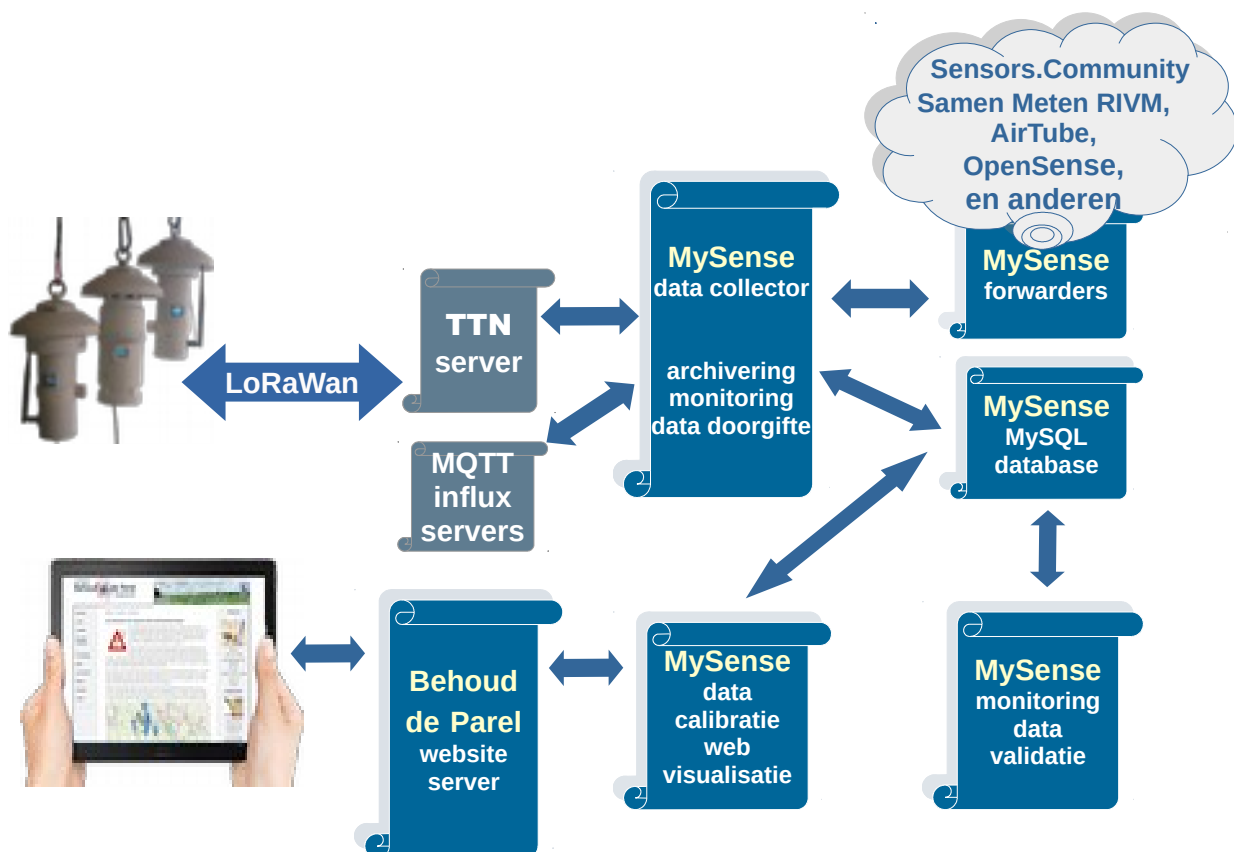 Sensors.Community
Samen Meten RIVM,
AirTube,
OpenSense,
en anderen
MySense
forwarders
MySense
data collector
archivering
monitoring
data doorgifte
TTN
server
LoRaWan
MQTT
influx
servers
MySense
MySQL
database
Behoud
de Parel
website
server
MySense
data
calibratie
web
visualisatie
MySense
monitoring
data
validatie